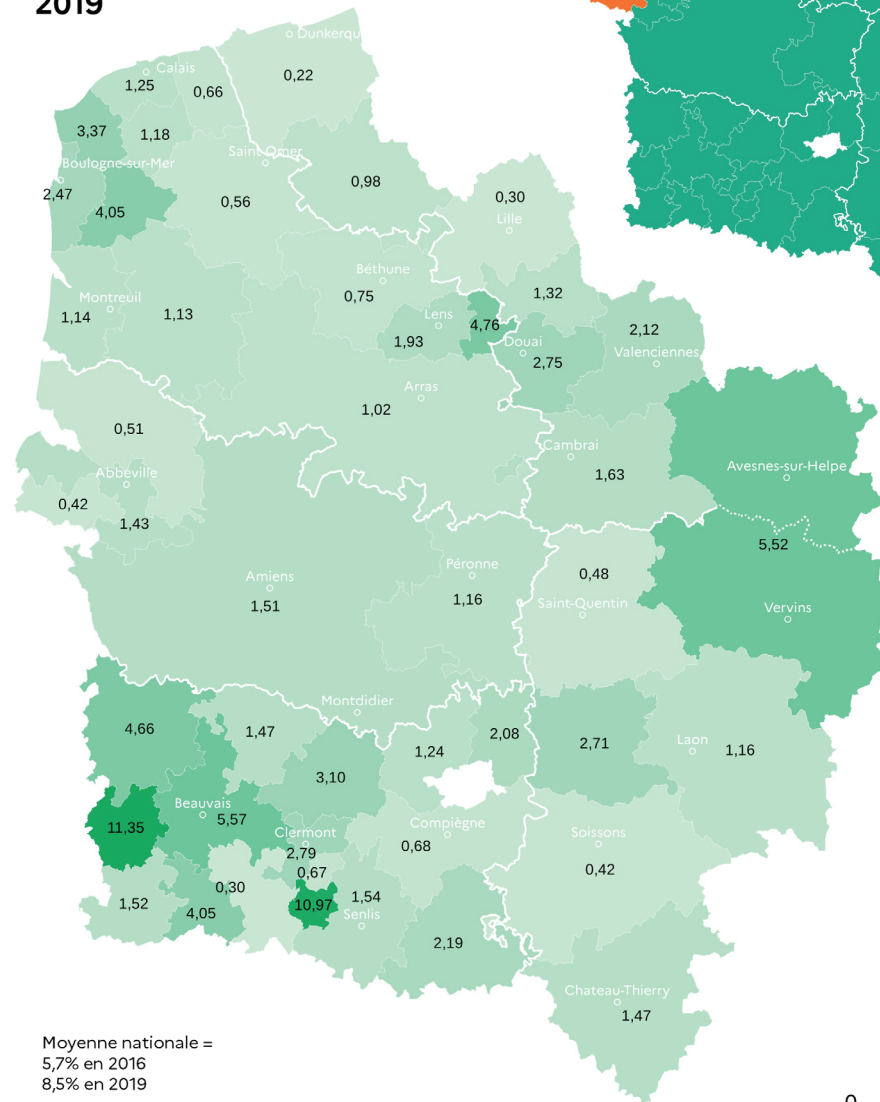 2019
Dunkerqu
0,22
Calais
1,25
0,66
3,37
1,18
Boulogne-sur-Mer
Saint-Omer
2,47
4,05
0,56
0,98
0,30
Lille
Béthune
0,75
1,32
Montreuil
1,14
1,13
Lens
1,93
4,76
Douai
2,75
2,12
Valenciennes
Arras
1,02
0,51
Cambrai
1,63
Avesnes-sur-Helpe
Abbeville
0,42
1,43
5,52
Amiens
1,51
Péronne
1,16
0,48
Saint-Quentin
Vervins
Montdidier
4,66
1,47
1,24
2,08
2,71
Laon
1,16
3,10
Beauvais
5,57
11,35
Clermont
2,79
Compiègne
0,68
Soissons
0,42
0,67
0,30
1,52
4,05
10,97
1,54
Senlis
2,19
Chateau-Thierry
1,47
Moyenne nationale =
5,7% en 2016
8,5% en 2019
0